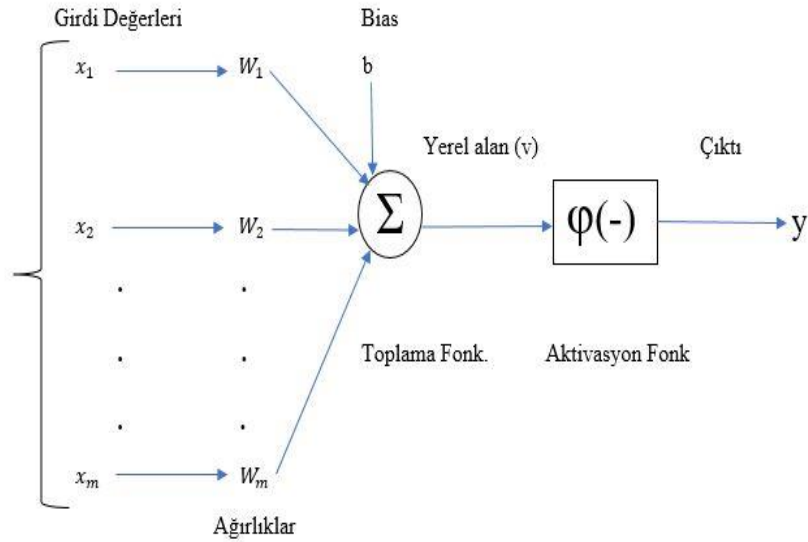 Girdi Değerleri
Bias
x₁
W₁
b
Yerel alan (v)
Çıktı
x₂
W₂
Σ
φ(-)
y
Toplama Fonk.
Aktivasyon Fonk
xₘ
Wₘ
Ağırlıklar